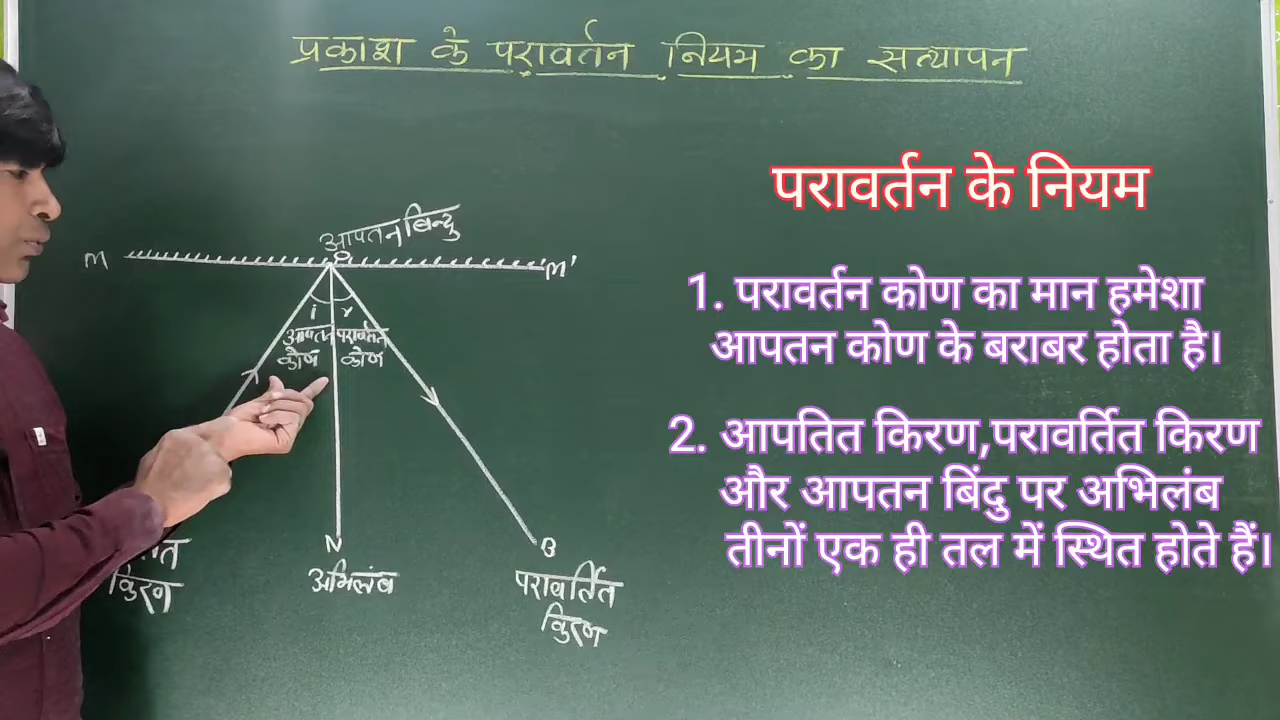 प्रकाश के परावर्तन नियम का सत्यापन
परावर्तन के नियम
1. परावर्तन कोण का मान हमेशा
आपतन कोण के बराबर होता है।
2. आपतित किरण,परावर्तित किरण
और आपतन बिंदु पर अभिलंब
तीनों एक ही तल में स्थित होते हैं।
आपतन बिन्दु
M
O
M'
i
r
आपतन
कोण
परावर्तन
कोण
N
B
अभिलंब
परावर्तित
किरण
किरण